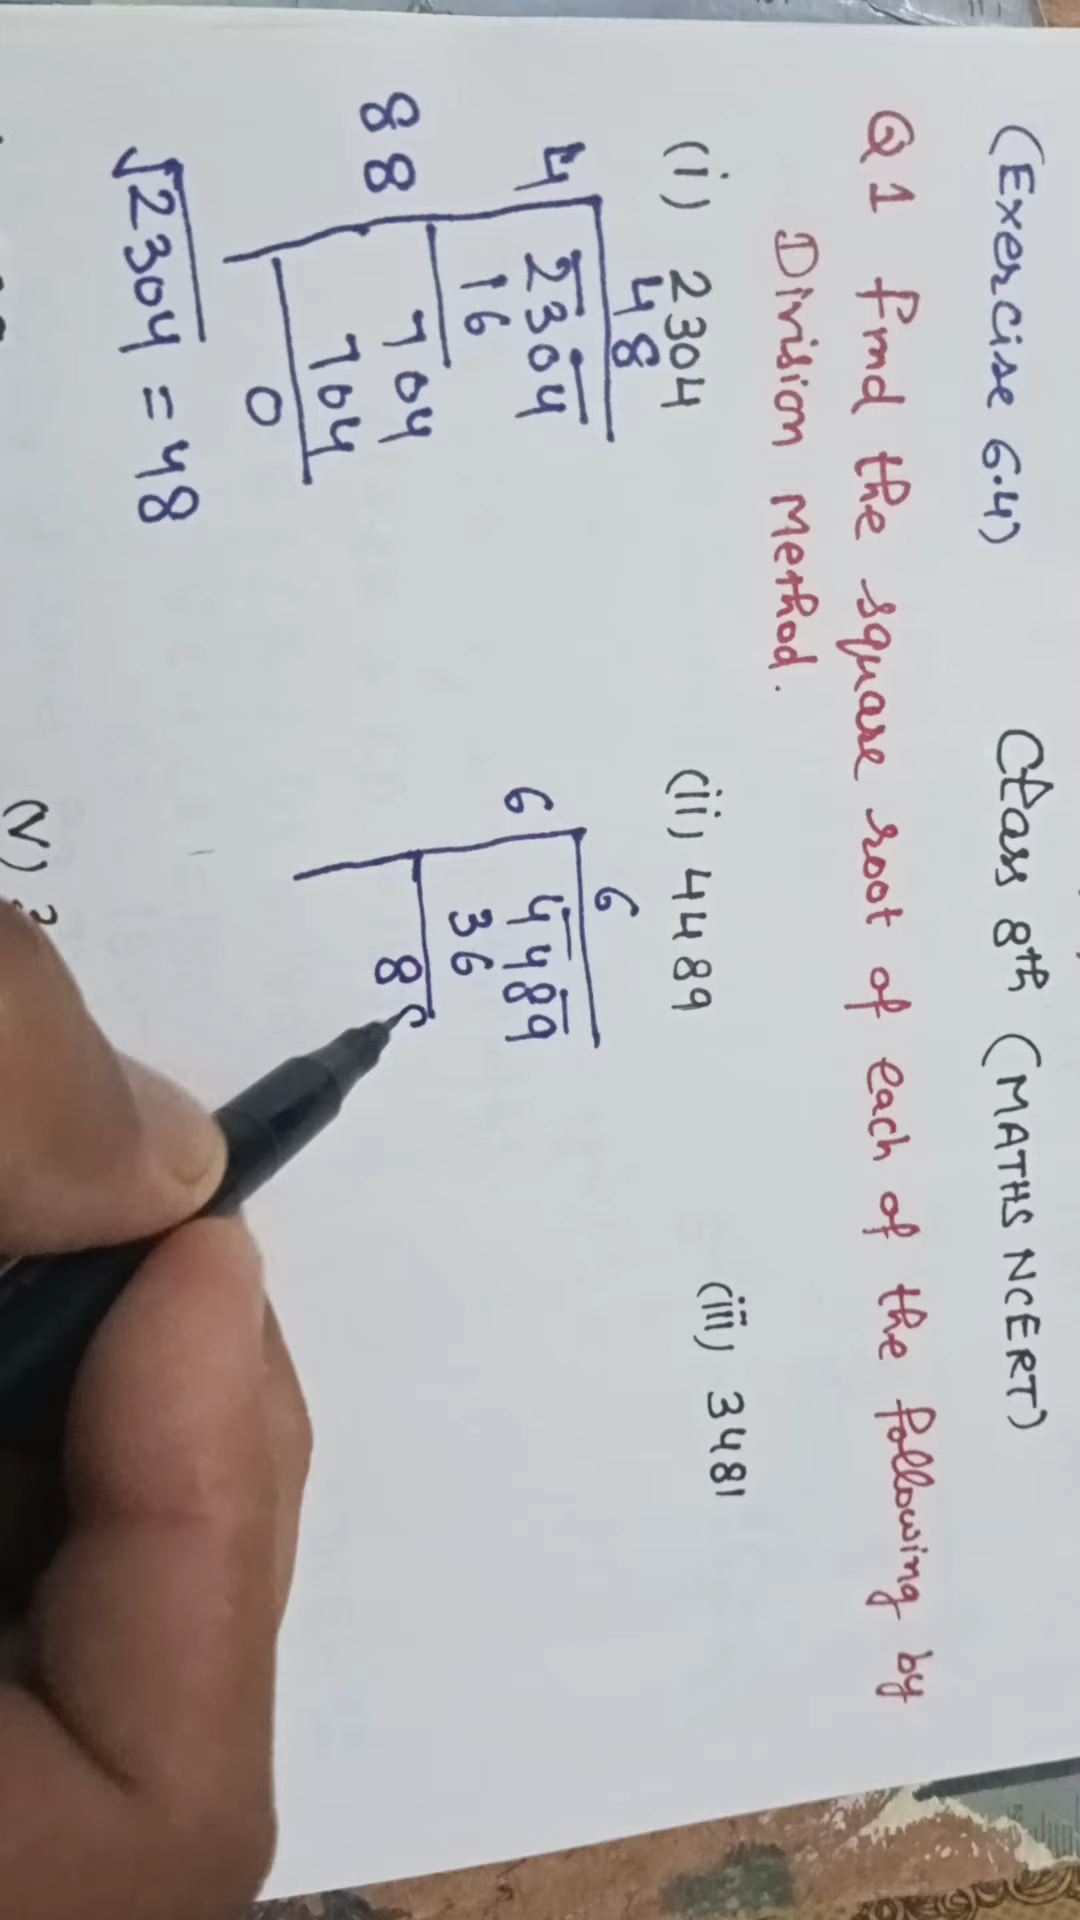 (Exercise 6.4) Class 8th (MATHS NCERT)
Q1 find the square root of each of the following by
Division Method.
(i) 2304 (ii) 4489 (iii) 3481
48
4 2304
16
88 704
704
0
√2304 = 48
6
6 4489
36
8
(V)